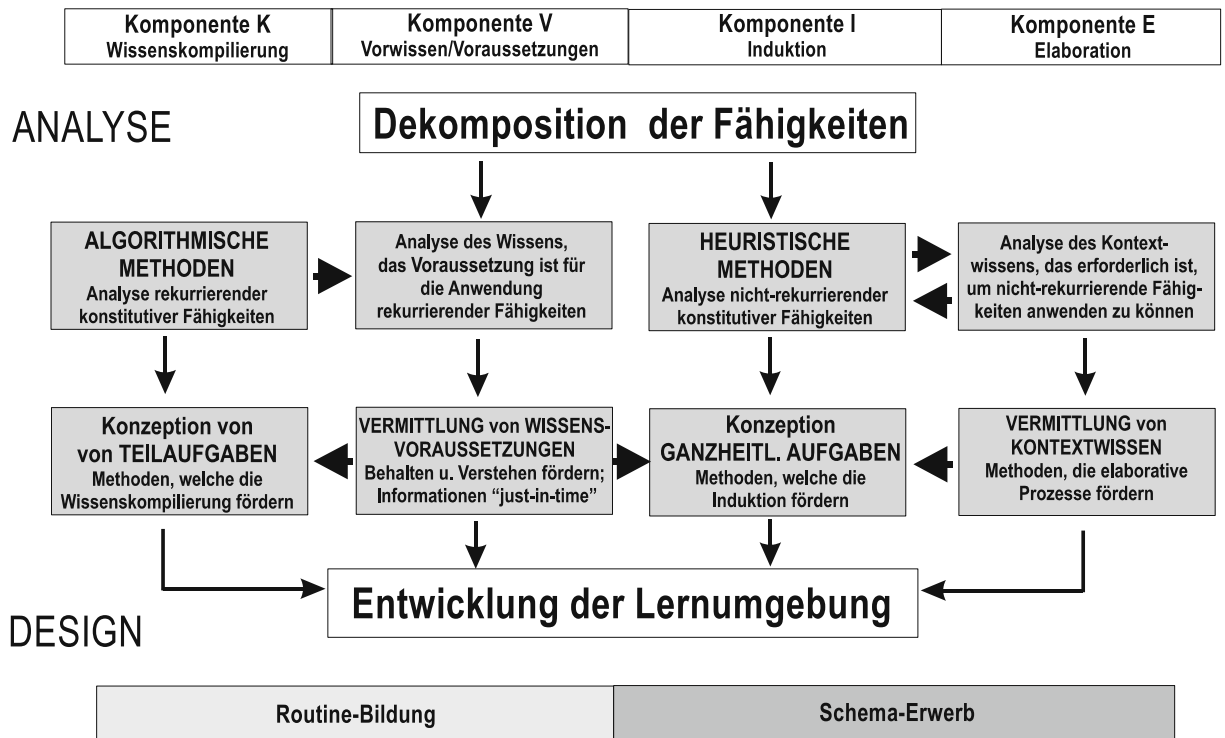 Komponente K
Wissenskompilierung
Komponente V
Vorwissen/Voraussetzungen
Komponente I
Induktion
Komponente E
Elaboration
ANALYSE
Dekomposition der Fähigkeiten
ALGORITHMISCHE
METHODEN
Analyse rekurrierender
konstitutiver Fähigkeiten
Analyse des Wissens,
das Voraussetzung ist für
die Anwendung
rekurrierender Fähigkeiten
HEURISTISCHE
METHODEN
Analyse nicht-rekurrierender
konstitutiver Fähigkeiten
Analyse des Kontext-
wissens, das erforderlich ist,
um nicht-rekurrierende Fähig-
keiten anwenden zu können
Konzeption von
von TEILAUFGABEN
Methoden, welche die
Wissenskompilierung fördern
VERMITTLUNG von WISSENS-
VORAUSSETZUNGEN
Behalten u. Verstehen fördern;
Informationen “just-in-time”
Konzeption
GANZHEITL. AUFGABEN
Methoden, welche die
Induktion fördern
VERMITTLUNG von
KONTEXTWISSEN
Methoden, die elaborative
Prozesse fördern
Entwicklung der Lernumgebung
DESIGN
Routine-Bildung
Schema-Erwerb